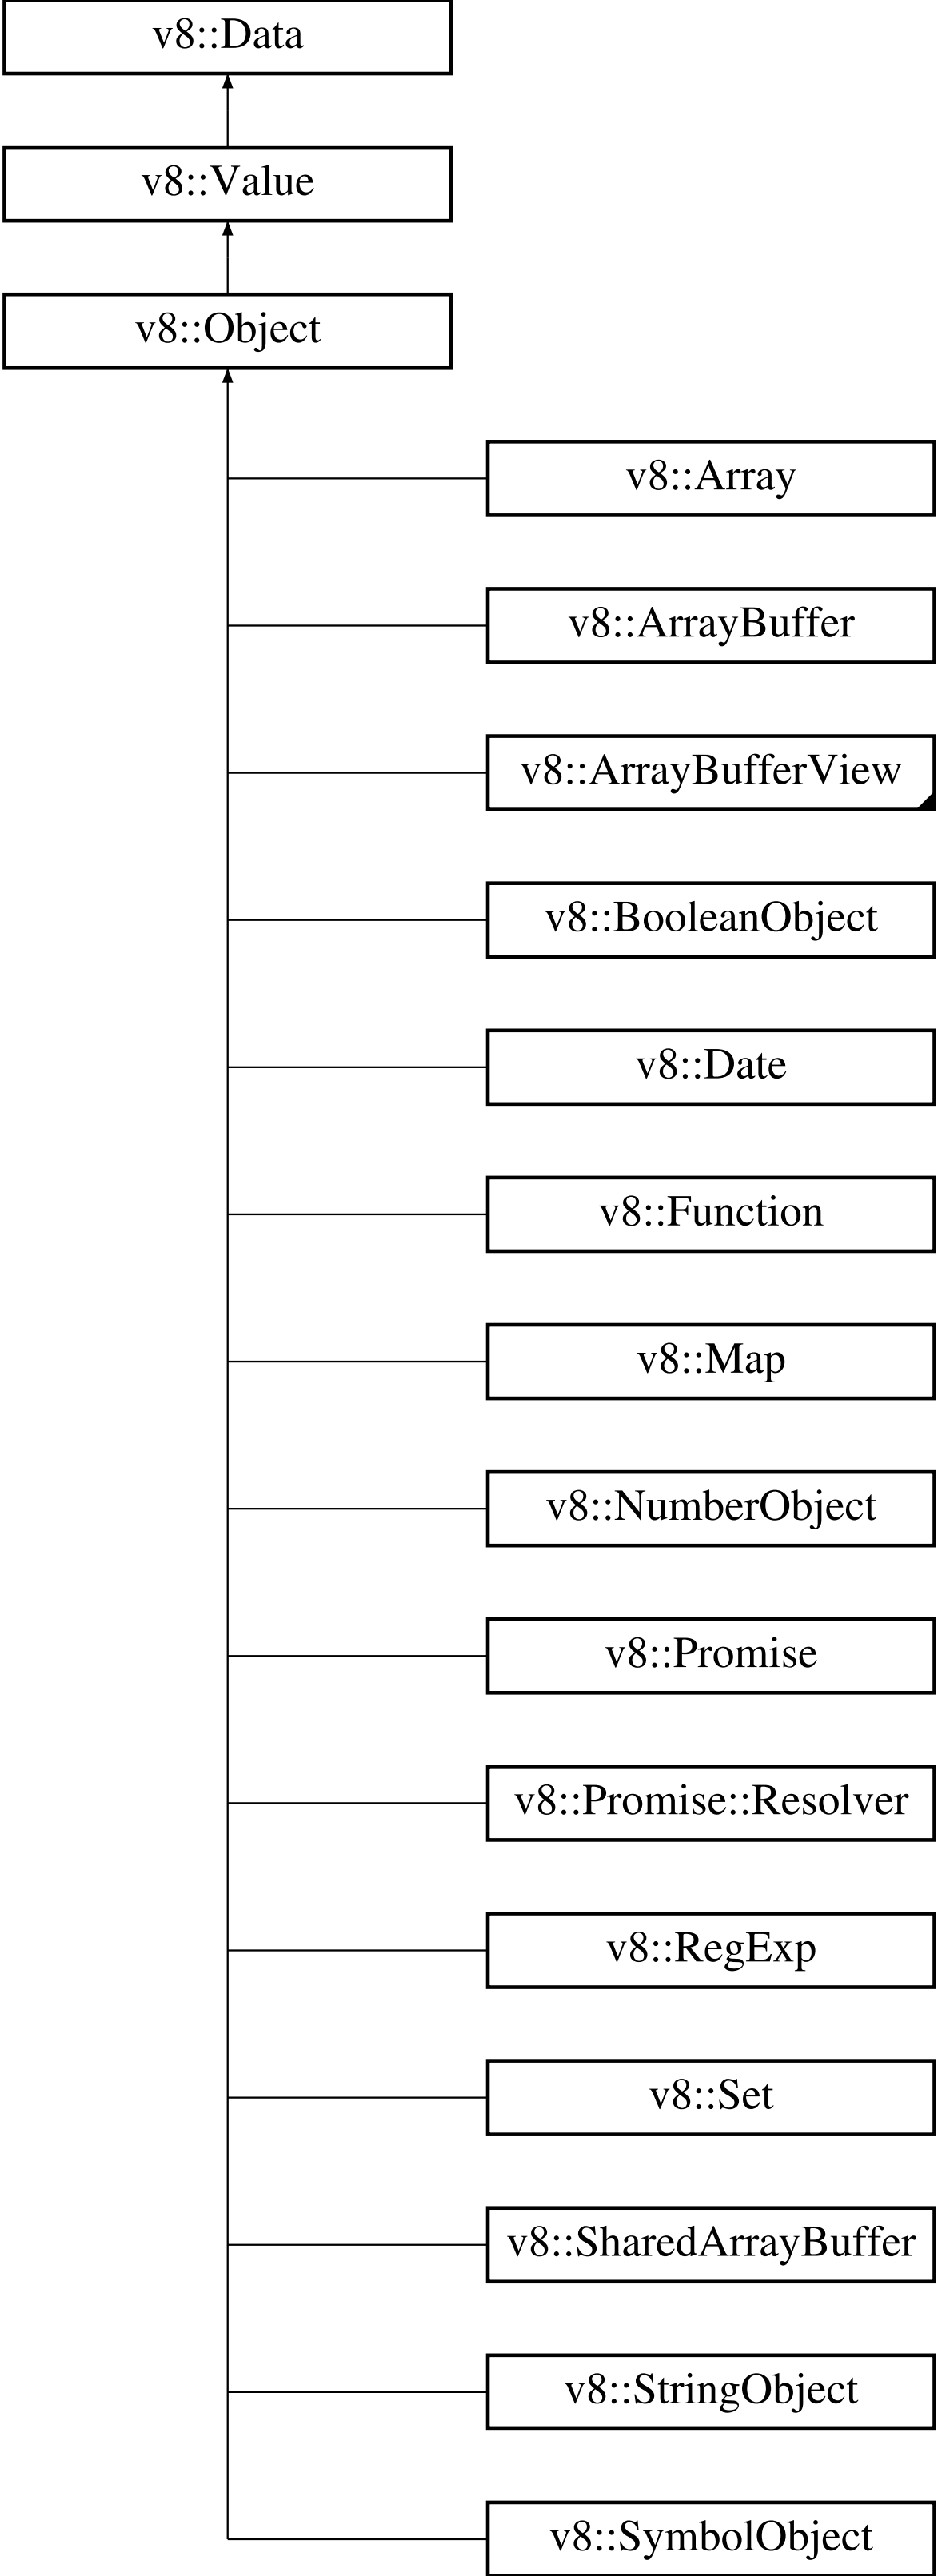 v8::Data
v8::Value
v8::Object
v8::Array
v8::ArrayBuffer
v8::ArrayBufferView
v8::BooleanObject
v8::Date
v8::Function
v8::Map
v8::NumberObject
v8::Promise
v8::Promise::Resolver
v8::RegExp
v8::Set
v8::SharedArrayBuffer
v8::StringObject
v8::SymbolObject